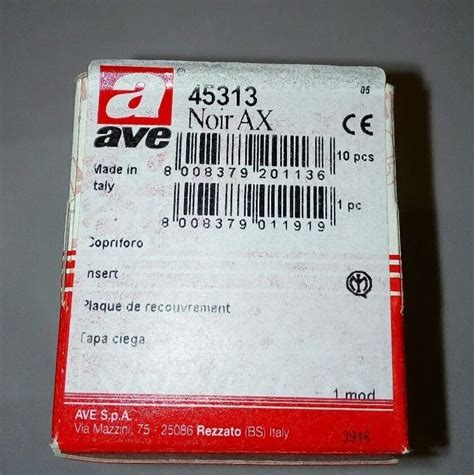 a
ave
®
45313
05
Noir AX
CE
10 pcs
8 008379 201136
Made in
Italy
1 pc
8 008379 011919
Copriforo
Insert
Plaque de recouvrement
Tapa ciega
1 mod.
AVE S.p.A.
Via Mazzini, 75 - 25086 Rezzato (BS) Italy
3916